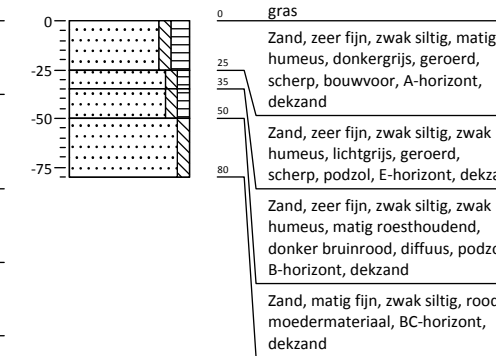 0
-25
-50
-75
0
25
35
50
80
gras
Zand, zeer fijn, zwak siltig, matig
humeus, donkergrijs, geroerd,
scherp, bouwvoor, A-horizont,
dekzand
Zand, zeer fijn, zwak siltig, zwak
humeus, lichtgrijs, geroerd,
scherp, podzol, E-horizont,
Zand, zeer fijn, zwak siltig, zwak
humeus, matig roesthoudend,
donker bruinrood, diffuus,
B-horizont, dekzand
Zand, matig fijn, zwak siltig,
moedermateriaal, BC-horizont,
dekzand